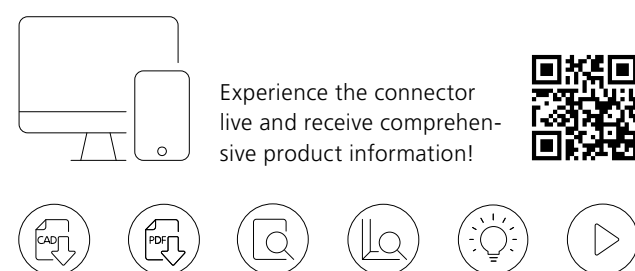 Experience the connector
live and receive comprehen-
sive product information!
CAD
PDF